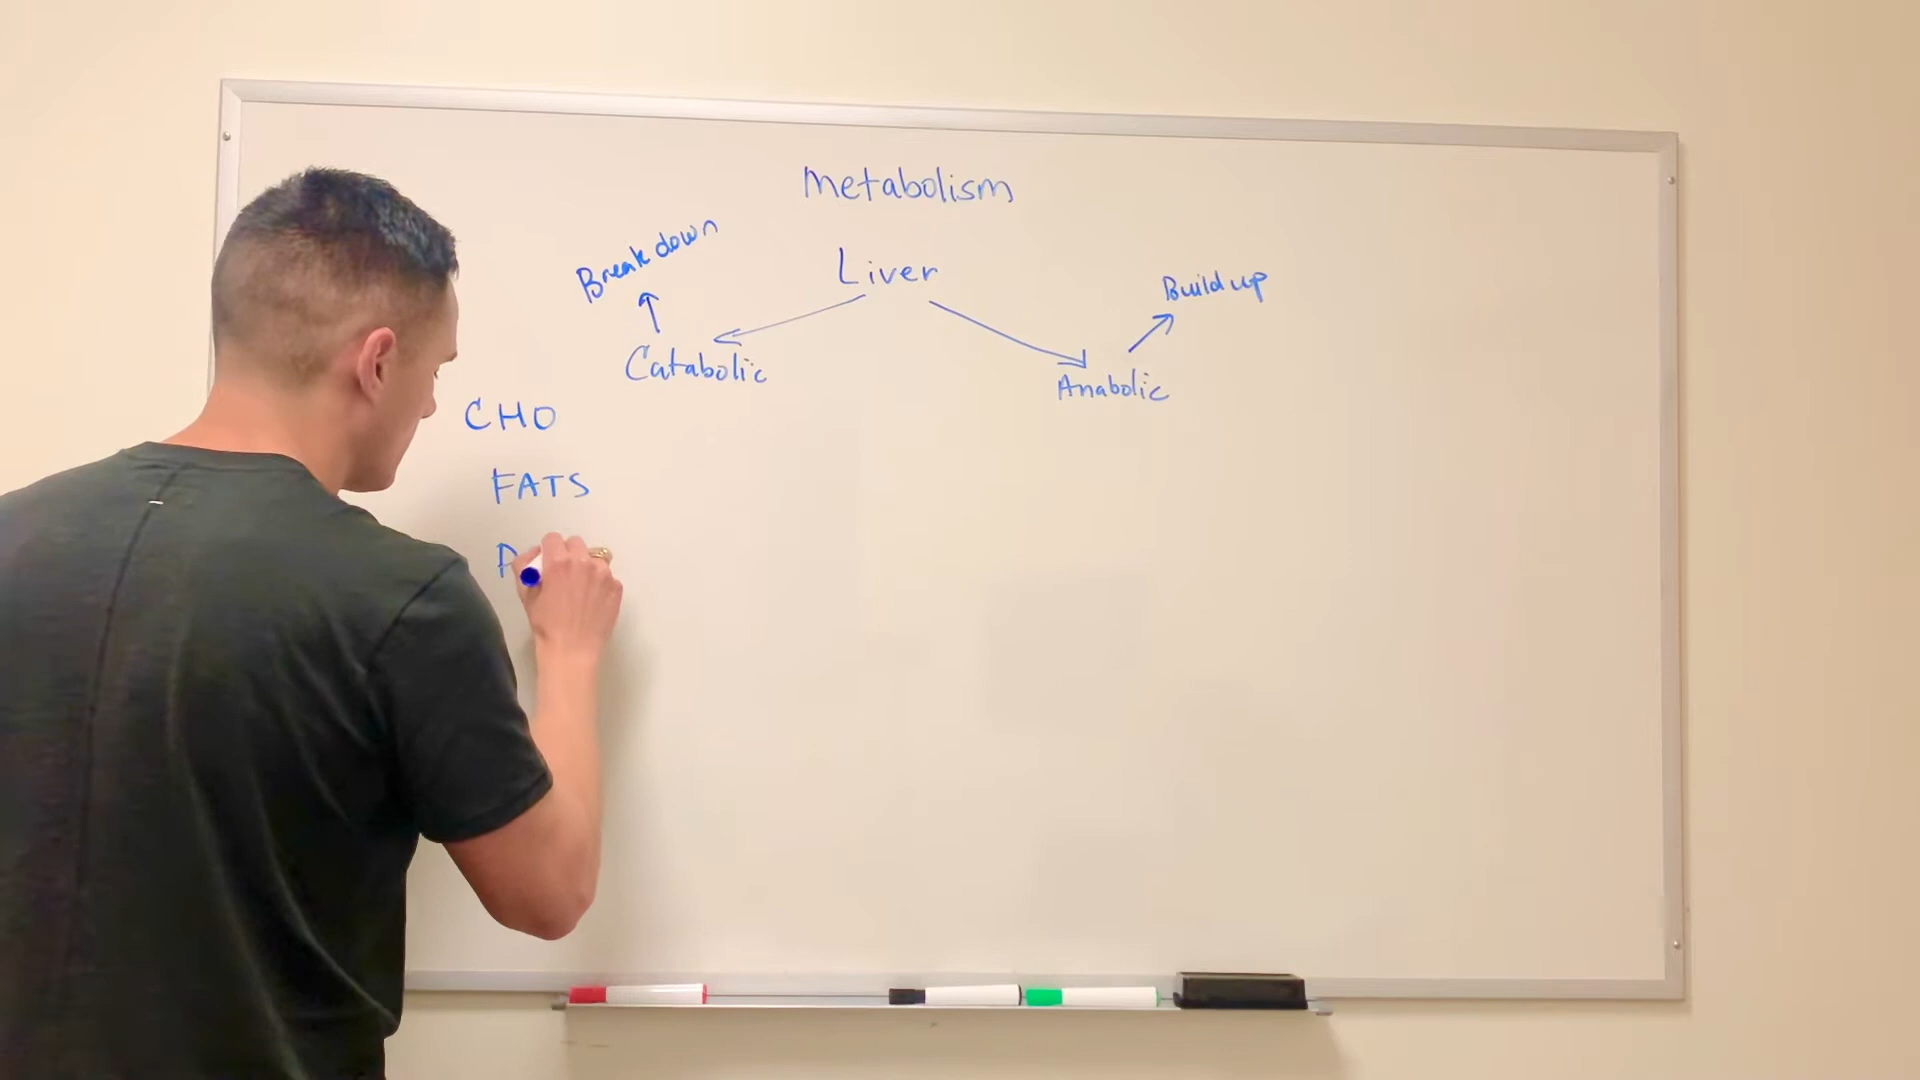 Metabolism
Liver
Breakdown
Build up
Catabolic
Anabolic
CHO
FATS
P